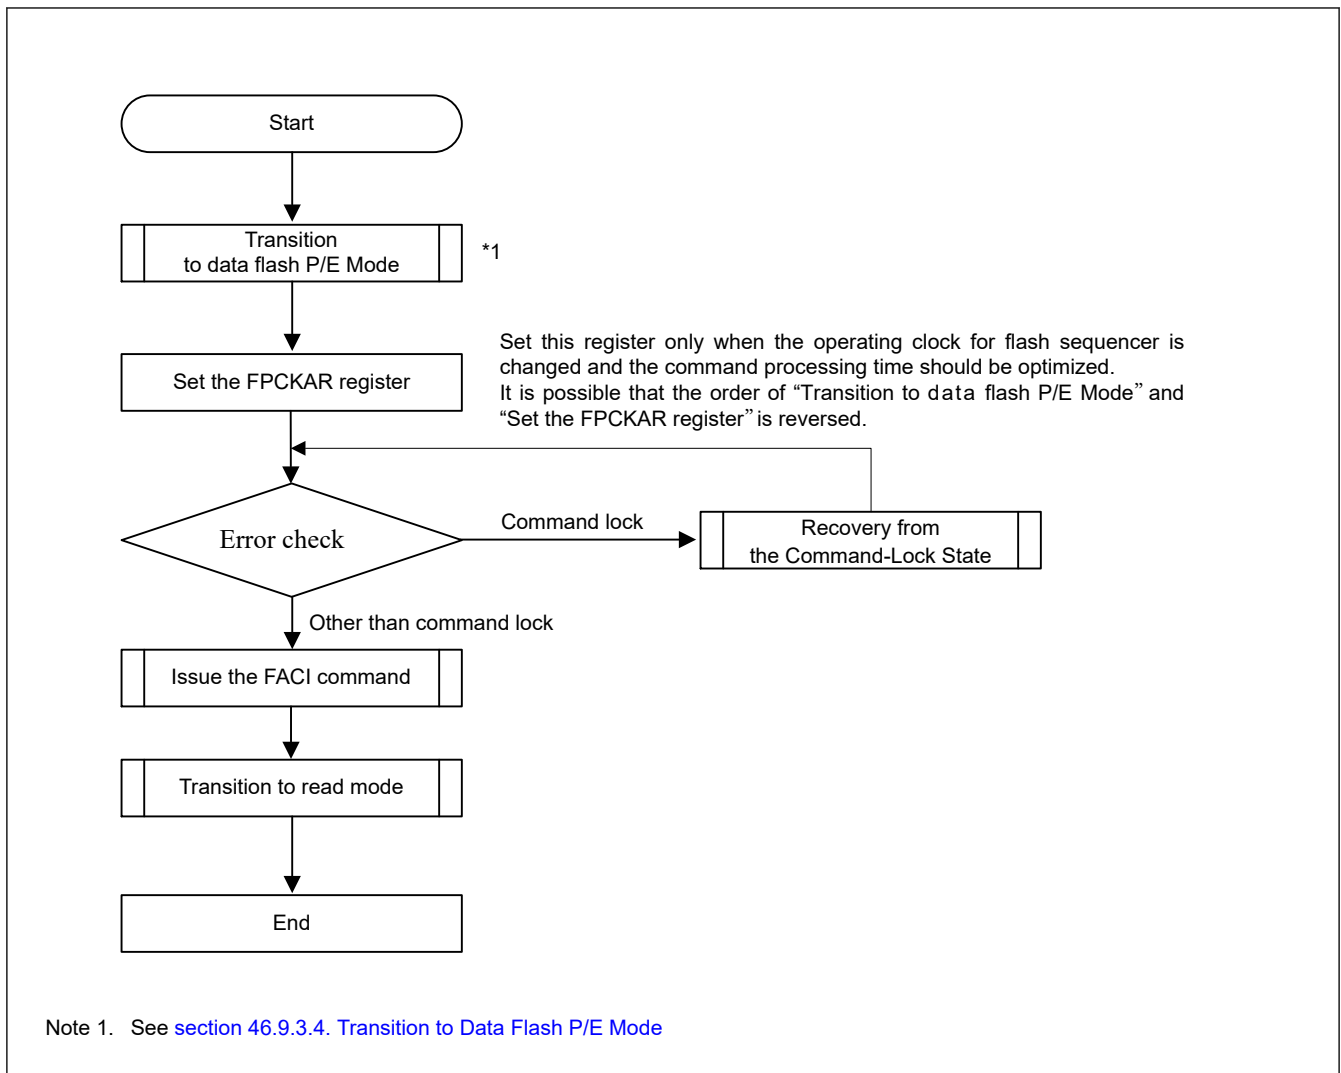 Start
Transition
to data flash P/E Mode
*1
Set the FPCKAR register
Set this register only when the operating clock for flash sequencer is
changed and the command processing time should be optimized.
It is possible that the order of “Transition to data flash P/E Mode” and
“Set the FPCKAR register” is reversed.
Error check
Command lock
Recovery from
the Command-Lock State
Other than command lock
Issue the FACI command
Transition to read mode
End
Note 1. See section 46.9.3.4. Transition to Data Flash P/E Mode